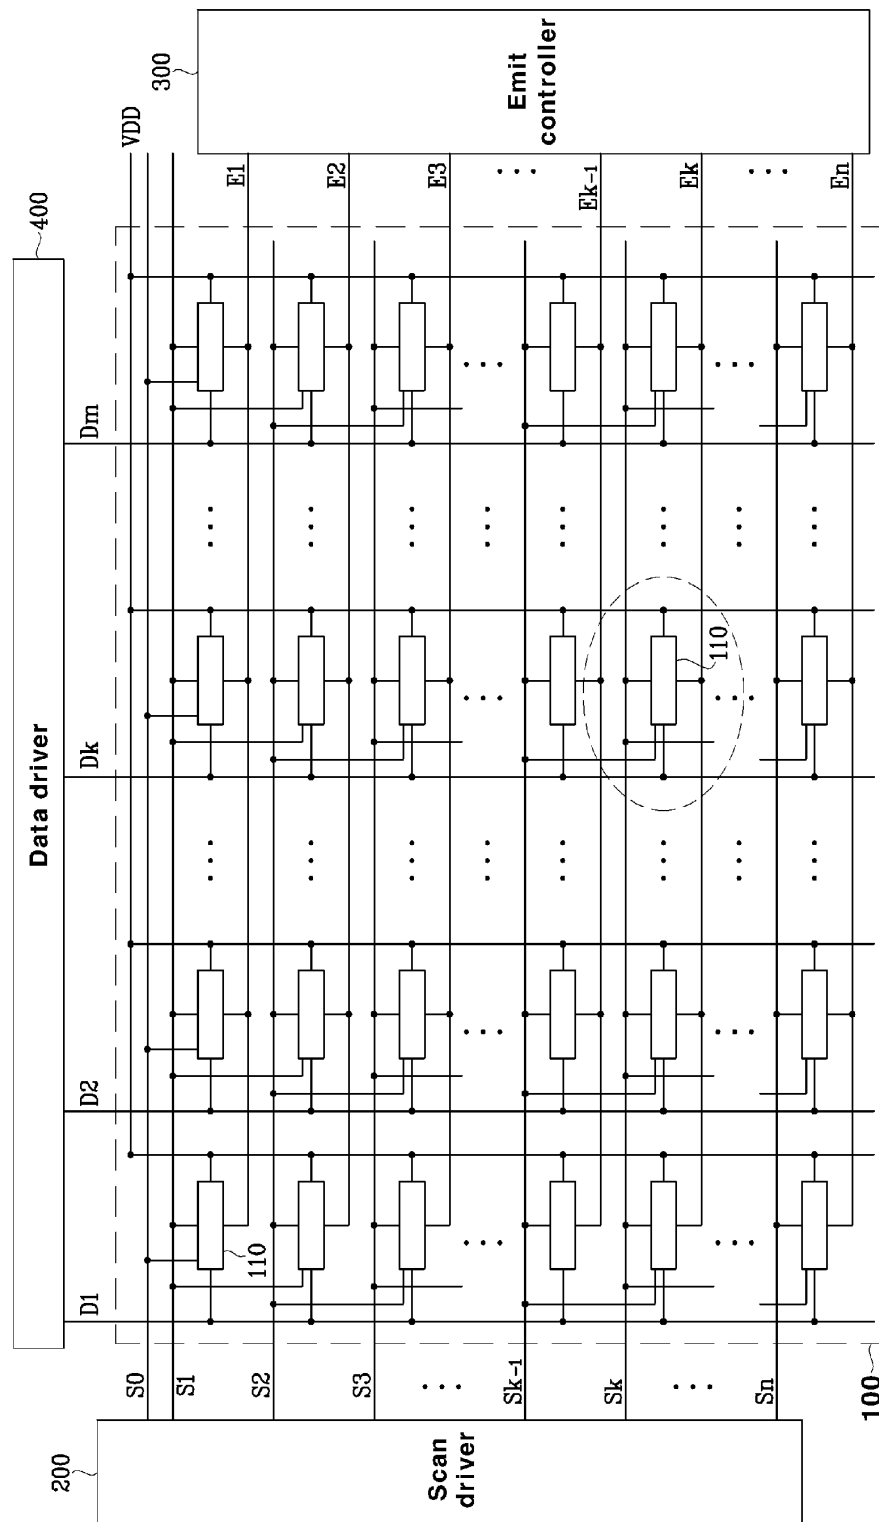 400
Data driver
D1
D2
Dk
Dm
VDD
300
Emit
controller
E1
E2
E3
Ek-1
Ek
En
200
Scan
driver
S0
S1
S2
S3
Sk-1
Sk
Sn
110
110
100